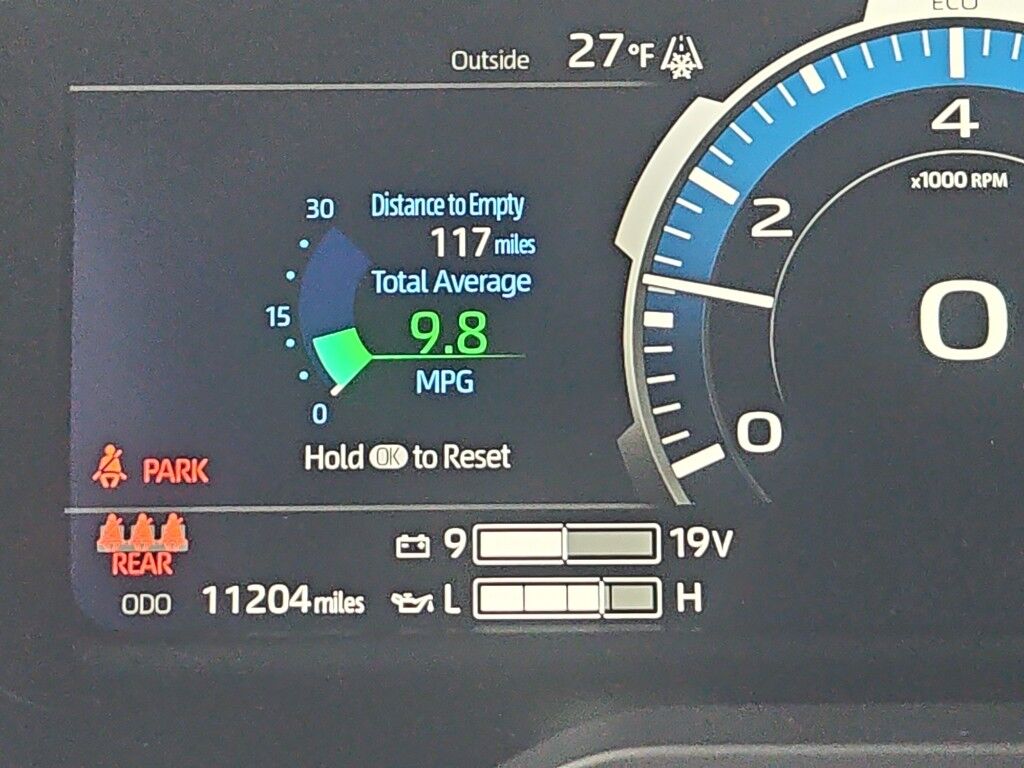 ECO
Outside 27°F
4
x1000 RPM
30
Distance to Empty
117 miles
2
Total Average
15
9.8
MPG
0
0
0
Hold OK to Reset
PARK
9 19V
REAR
ODO 11204 miles L H